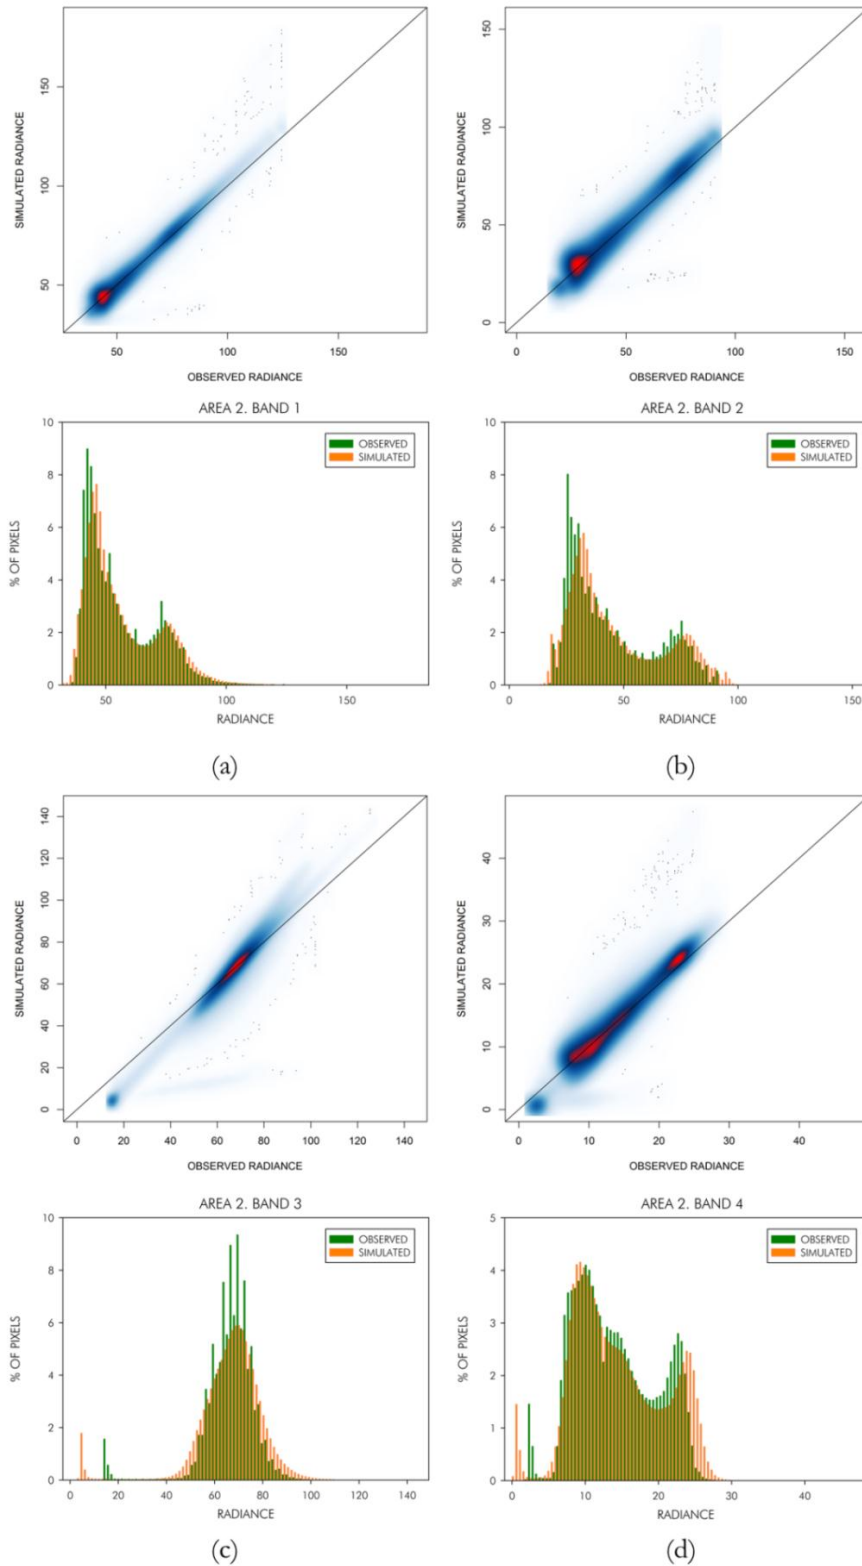 SIMULATED RADIANCE
150
100
50
50
100
150
OBSERVED RADIANCE
SIMULATED RADIANCE
150
100
50
0
0
50
100
150
OBSERVED RADIANCE
AREA 2. BAND 1
% OF PIXELS
10
8
6
4
2
0
OBSERVED
SIMULATED
50
100
150
RADIANCE
AREA 2. BAND 2
% OF PIXELS
10
8
6
4
2
0
OBSERVED
SIMULATED
0
50
100
150
RADIANCE
(a)
(b)
SIMULATED RADIANCE
140
120
100
80
60
40
20
0
0
20
40
60
80
100
120
140
OBSERVED RADIANCE
SIMULATED RADIANCE
40
30
20
10
0
0
10
20
30
40
OBSERVED RADIANCE
AREA 2. BAND 3
% OF PIXELS
10
8
6
4
2
0
OBSERVED
SIMULATED
0
20
40
60
80
100
120
140
RADIANCE
AREA 2. BAND 4
% OF PIXELS
5
4
3
2
1
0
OBSERVED
SIMULATED
0
10
20
30
40
RADIANCE
(c)
(d)